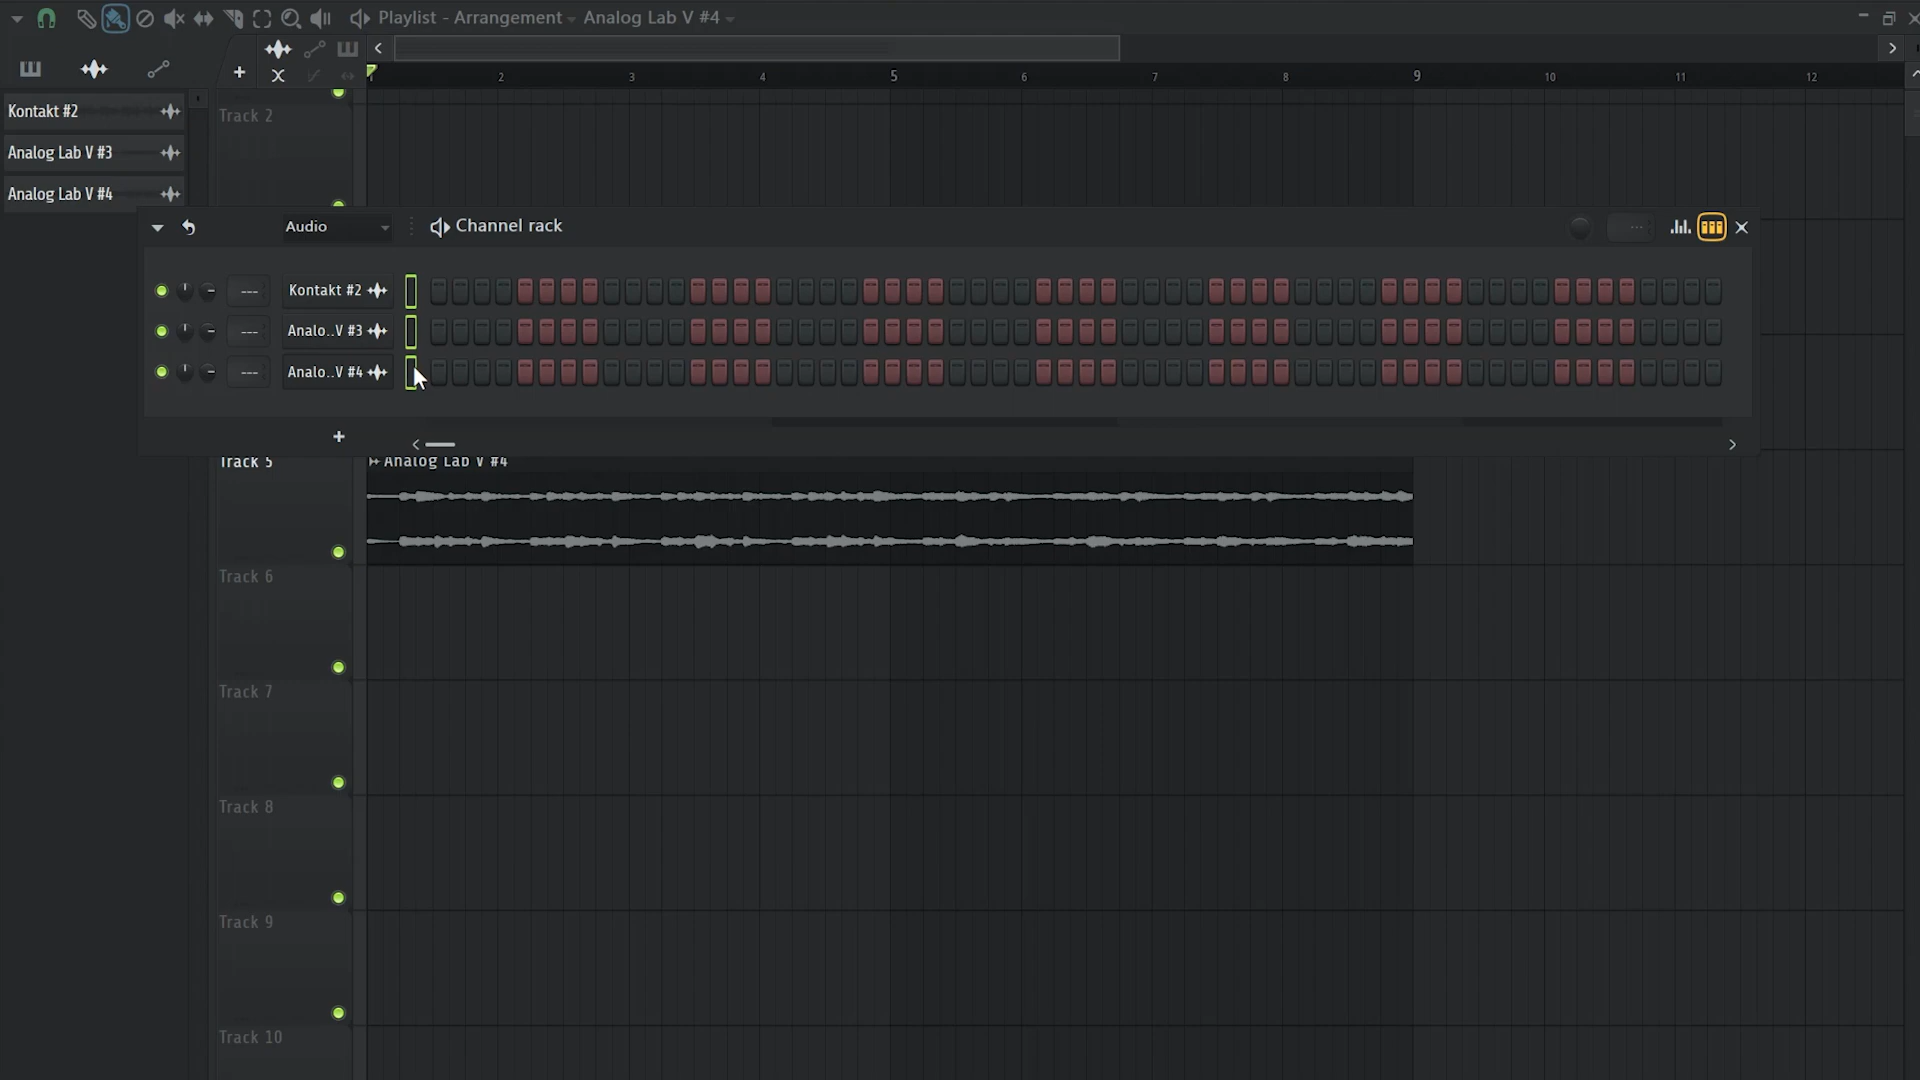 Playlist - Arrangement Analog Lab V #4
2 3 4 5 6 7 8 9 10 11 12
Kontakt #2
Analog Lab V #3
Analog Lab V #4
Track 2
Audio
Channel rack
--- Kontakt #2
--- Analo..V #3
--- Analo..V #4
Track 5
Analog Lab V #4
Track 6
Track 7
Track 8
Track 9
Track 10